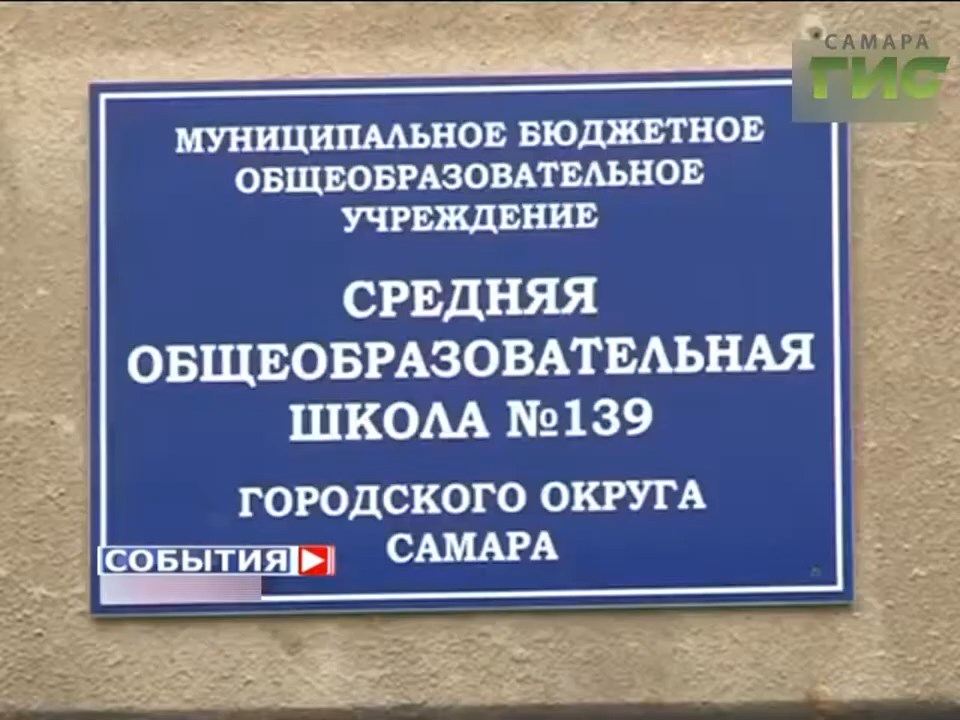 САМАРА
ГИС
МУНИЦИПАЛЬНОЕ БЮДЖЕТНОЕ
ОБЩЕОБРАЗОВАТЕЛЬНОЕ
УЧРЕЖДЕНИЕ
СРЕДНЯЯ
ОБЩЕОБРАЗОВАТЕЛЬНАЯ
ШКОЛА №139
ГОРОДСКОГО ОКРУГА
САМАРА
СОБЫТИЯ